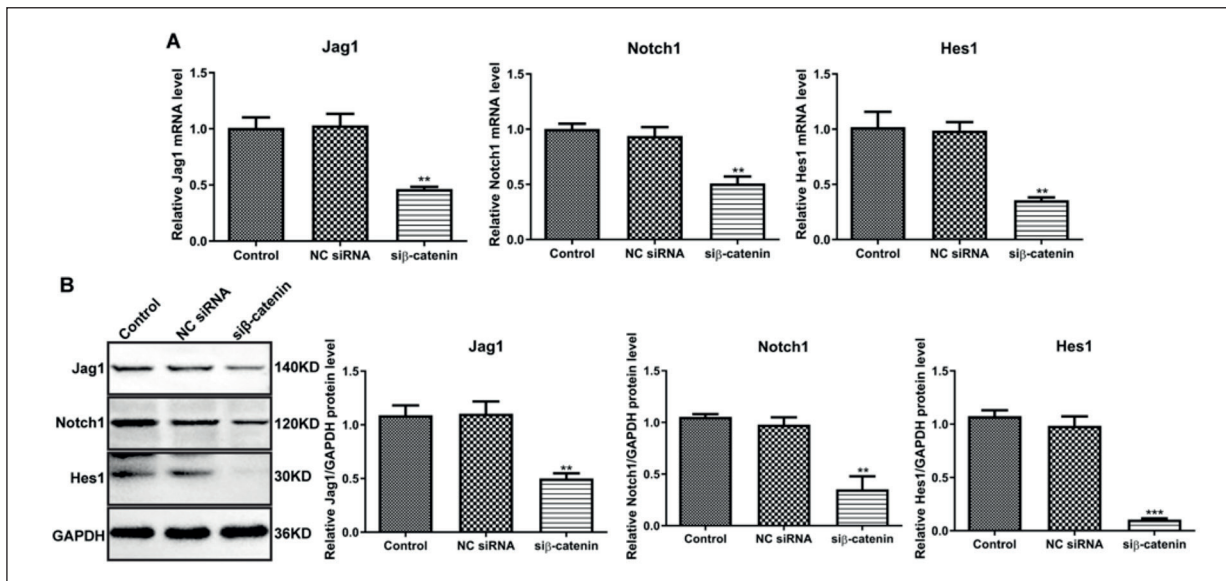 A
Jag1
Relative Jag1 mRNA level
1.5
1.0
0.5
0.0
**
Control NC siRNA siβ-catenin
Notch1
Relative Notch1 mRNA level
1.5
1.0
0.5
0.0
**
Control NC siRNA siβ-catenin
Hes1
Relative Hes1 mRNA level
1.5
1.0
0.5
0.0
**
Control NC siRNA siβ-catenin
B
Control NC siRNA siβ-catenin
Jag1 140KD
Notch1 120KD
Hes1 30KD
GAPDH 36KD
Jag1
Relative Jag1/GAPDH protein level
1.5
1.0
0.5
0.0
**
Control NC siRNA siβ-catenin
Notch1
Relative Notch1/GAPDH protein level
1.5
1.0
0.5
0.0
**
Control NC siRNA siβ-catenin
Hes1
Relative Hes1/GAPDH protein level
1.5
1.0
0.5
0.0
***
Control NC siRNA siβ-catenin